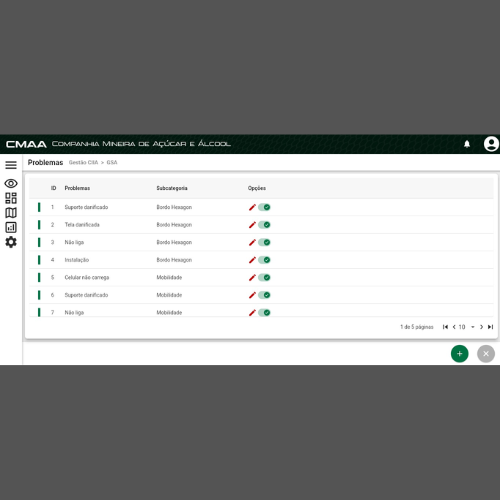 CMAA COMPANHIA MINEIRA DE AÇÚCAR E ÁLCOOL
Problemas Gestão CIIA > GSA
ID Problemas Subcategoria Opções
1 Suporte danificado Bordo Hexagon
2 Tela danificada Bordo Hexagon
3 Não liga Bordo Hexagon
4 Instalação Bordo Hexagon
5 Celular não carrega Mobilidade
6 Suporte danificado Mobilidade
7 Não liga Mobilidade
1 de 5 páginas 10